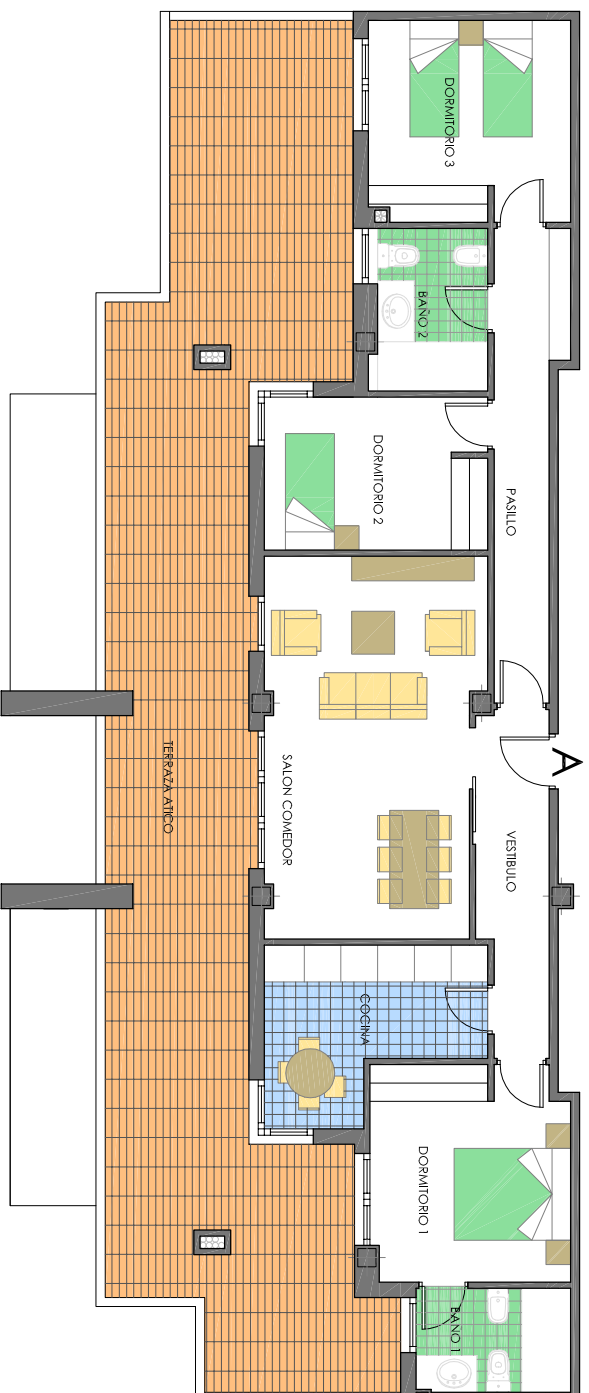 DORMITORIO 3
BAÑO 2
DORMITORIO 2
PASILLO
A
TERRAZA ATICO
SALON COMEDOR
VESTIBULO
COCINA
DORMITORIO 1
BAÑO 1